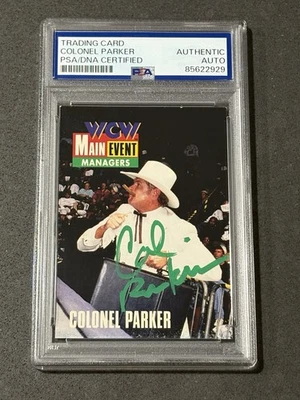 TRADING CARD
COLONEL PARKER
PSA/DNA CERTIFIED
AUTHENTIC
AUTO
PSA
85622929
WCW
MAIN EVENT
MANAGERS
Col.
Parker
COLONEL PARKER